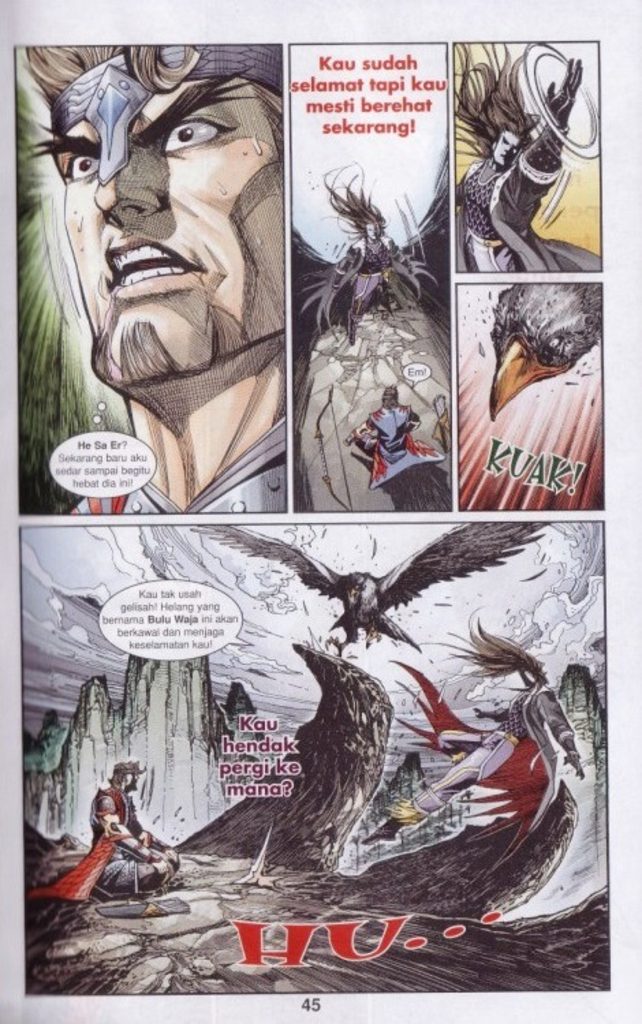 He Sa Er?
Sekarang baru aku
sedar sampai begitu
hebat dia ini!
Kau sudah
selamat tapi kau
mesti berehat
sekarang!
Em!
KUAK!
Kau tak usah
gelisah! Helang yang
bernama Bulu Waja ini akan
berkawal dan menjaga
keselamatan kau!
Kau
hendak
pergi ke
mana?
HU...
45